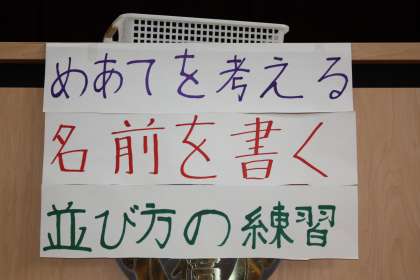 めあてを考える
名前を書く
並び方の練習